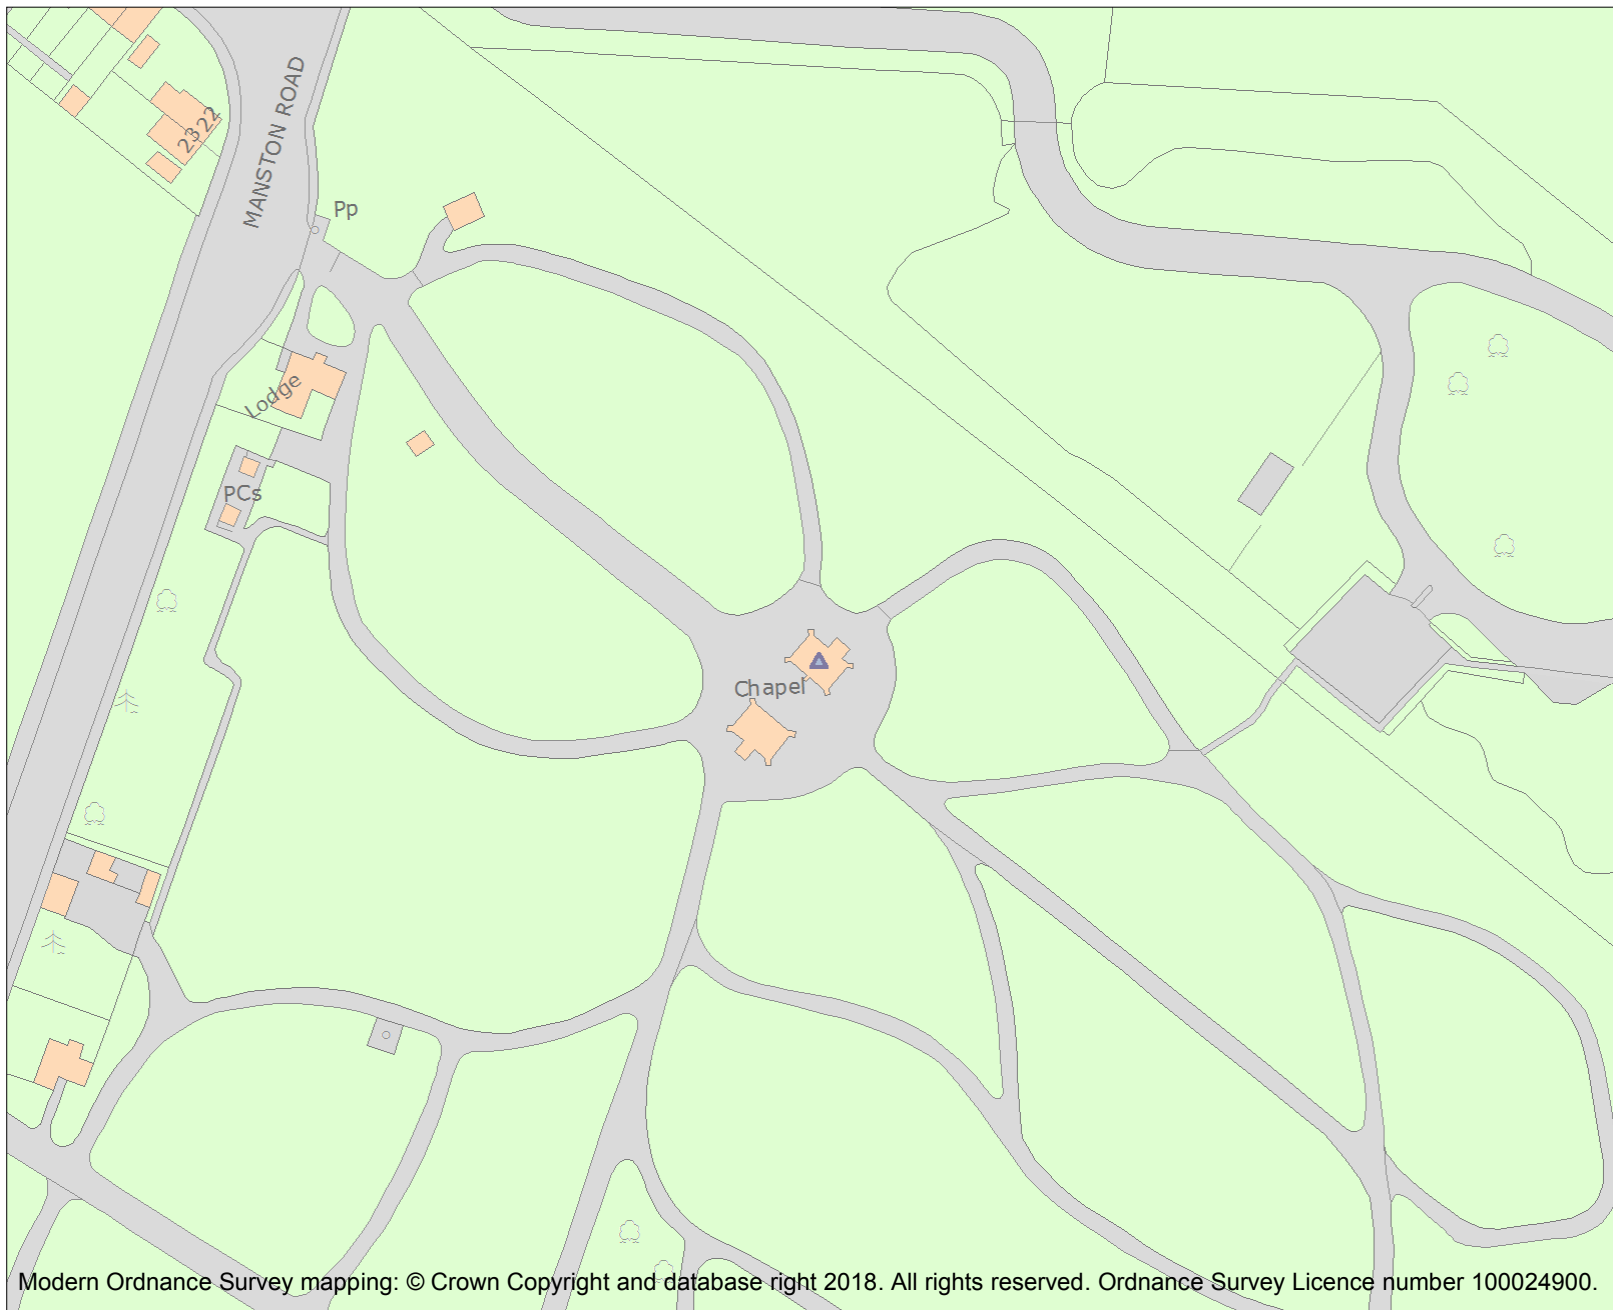 MANSTON ROAD
23
22
Pp
Lodge
PCs
Chapel
Modern Ordnance Survey mapping: © Crown Copyright and database right 2018. All rights reserved. Ordnance Survey Licence number 100024900.